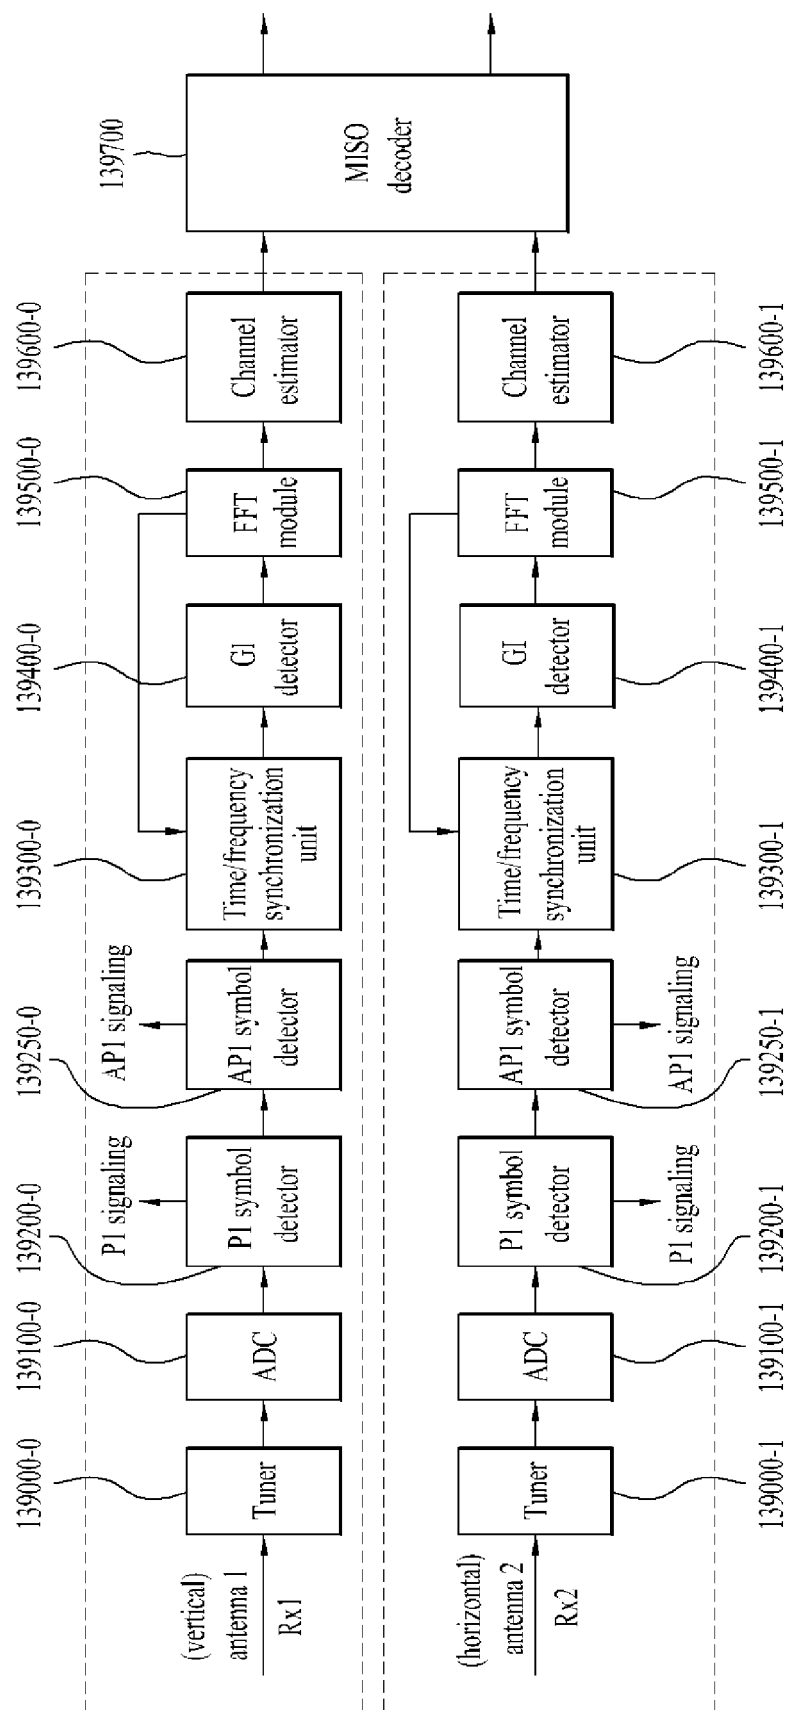 139000-0
139100-0
139200-0
139250-0
139300-0
139400-0
139500-0
139600-0
139700
P1 signaling
AP1 signaling
(vertical)
antenna 1
Rx1
Tuner
ADC
P1 symbol
detector
AP1 symbol
detector
Time/frequency
synchronization
unit
GI
detector
FFT
module
Channel
estimator
MISO
decoder
(horizontal)
antenna 2
Rx2
Tuner
ADC
P1 symbol
detector
AP1 symbol
detector
Time/frequency
synchronization
unit
GI
detector
FFT
module
Channel
estimator
P1 signaling
AP1 signaling
139000-1
139100-1
139200-1
139250-1
139300-1
139400-1
139500-1
139600-1